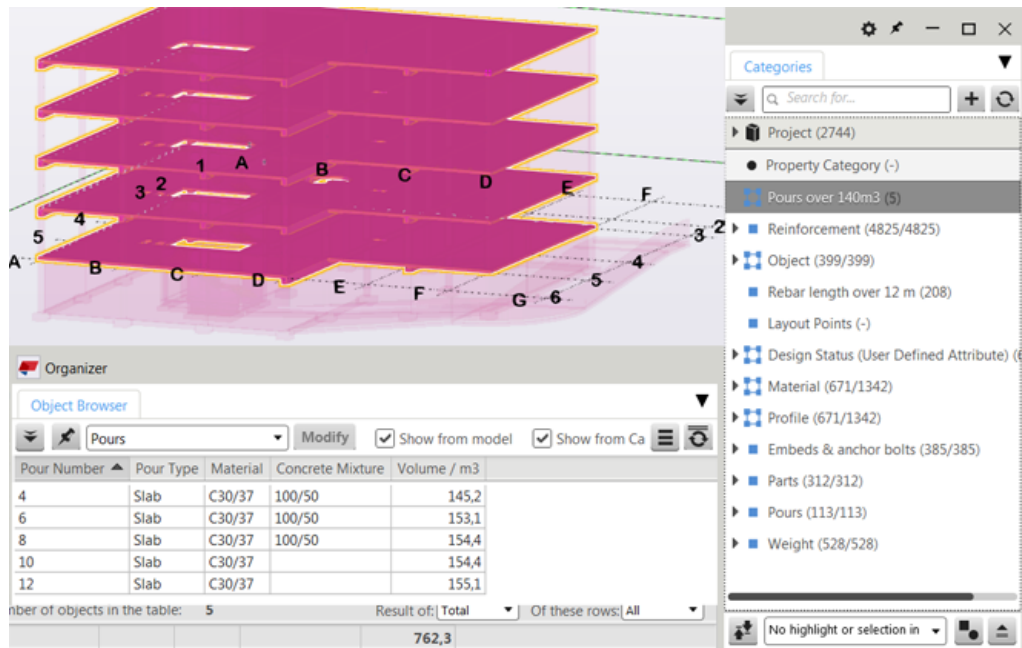 1 A B C D E F
3 2
4
5
A B C D E F G 6 5 4 3 2
Organizer
Object Browser
Pours
Modify
Show from model
Show from Ca
Pour Number Pour Type Material Concrete Mixture Volume / m3
4 Slab C30/37 100/50 145,2
6 Slab C30/37 100/50 153,1
8 Slab C30/37 100/50 154,4
10 Slab C30/37 154,4
12 Slab C30/37 155,1
nber of objects in the table: 5 Result of: Total Of these rows: All
762,3
Categories
Search for...
Project (2744)
Property Category (-)
Pours over 140m3 (5)
Reinforcement (4825/4825)
Object (399/399)
Rebar length over 12 m (208)
Layout Points (-)
Design Status (User Defined Attribute) (
Material (671/1342)
Profile (671/1342)
Embeds & anchor bolts (385/385)
Parts (312/312)
Pours (113/113)
Weight (528/528)
No highlight or selection in